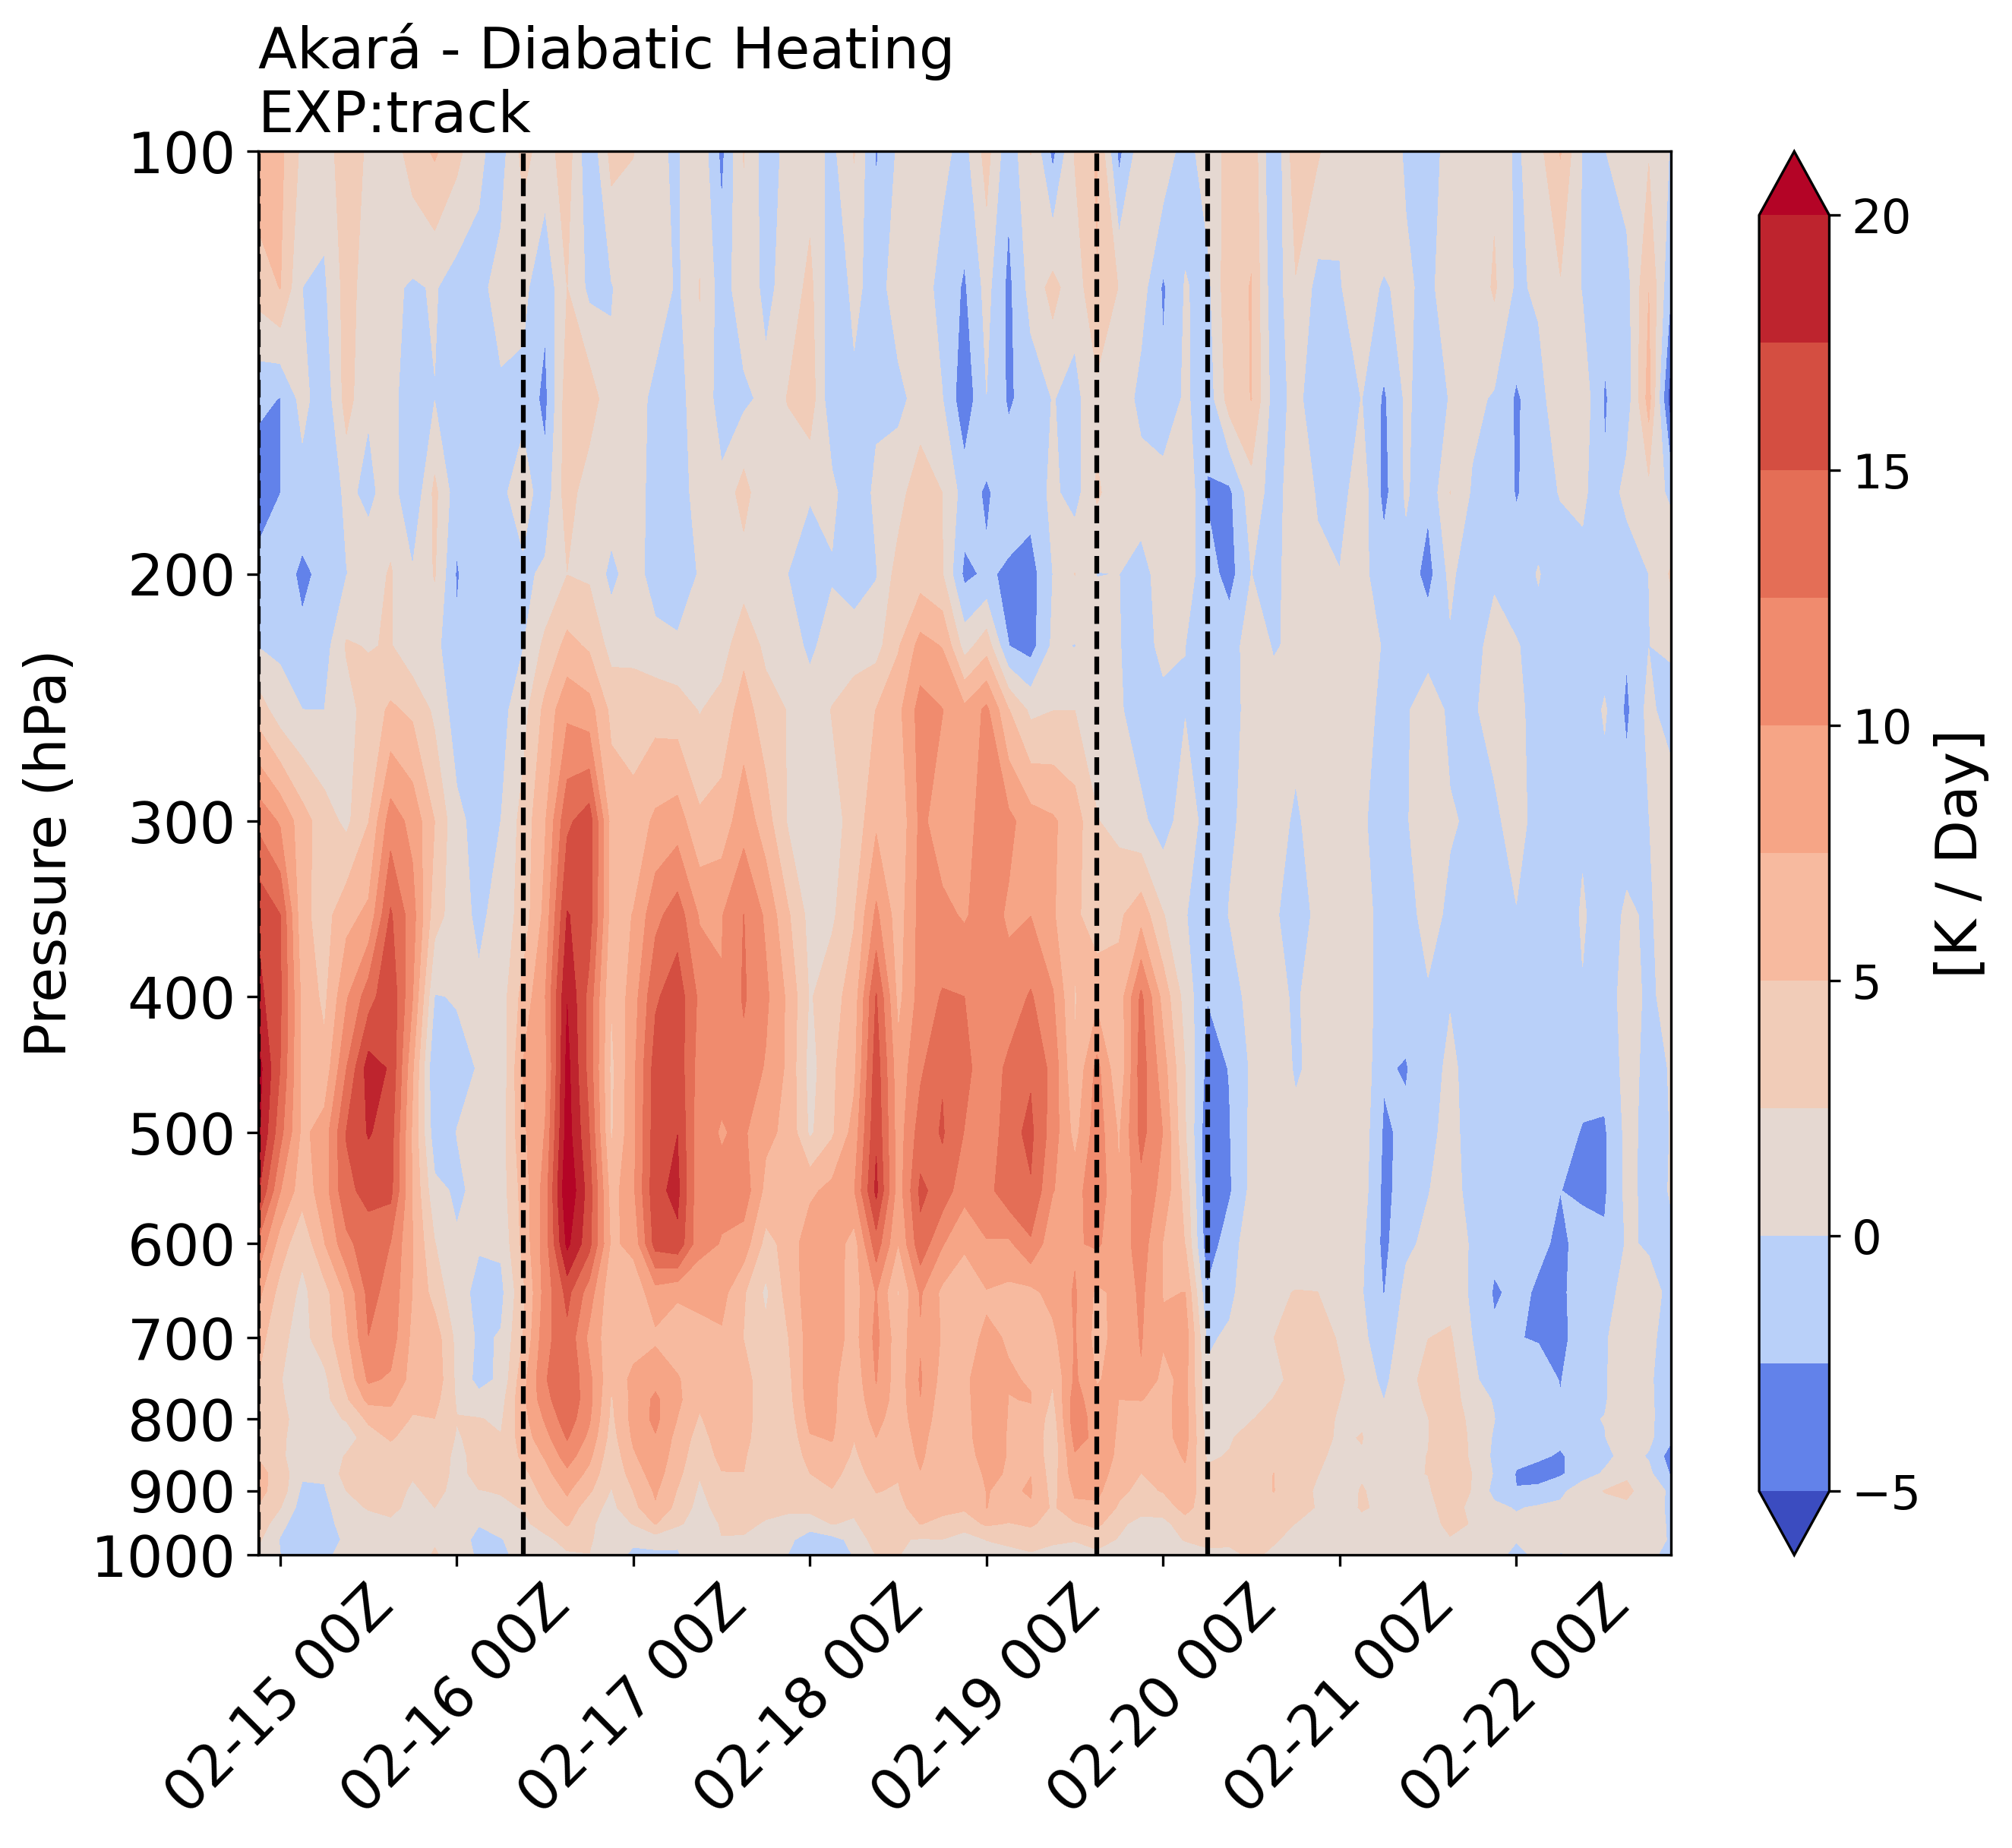 Akará - Diabatic Heating
EXP:track
100
200
300
400
500
600
700
800
900
1000
Pressure (hPa)
02-15 00Z
02-16 00Z
02-17 00Z
02-18 00Z
02-19 00Z
02-20 00Z
02-21 00Z
02-22 00Z
20
15
10
5
0
−5
[K / Day]